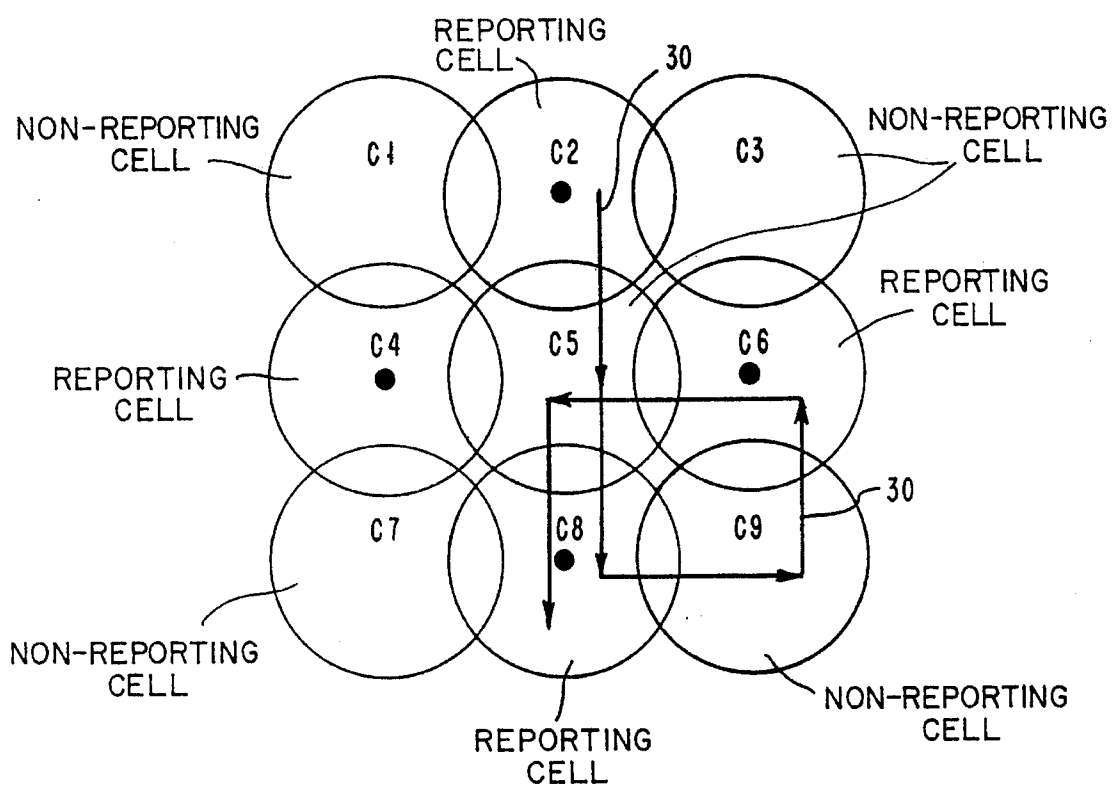 REPORTING
CELL
30
NON-REPORTING
CELL
NON-REPORTING
CELL
C1
C2
C3
REPORTING
CELL
C4
C5
C6
REPORTING
CELL
30
C7
C8
C9
NON-REPORTING
CELL
NON-REPORTING
CELL
REPORTING
CELL